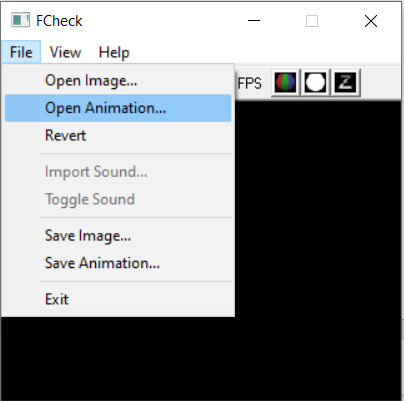 FCheck
File View Help
Open Image...
FPS Z
Open Animation...
Revert
Import Sound...
Toggle Sound
Save Image...
Save Animation...
Exit